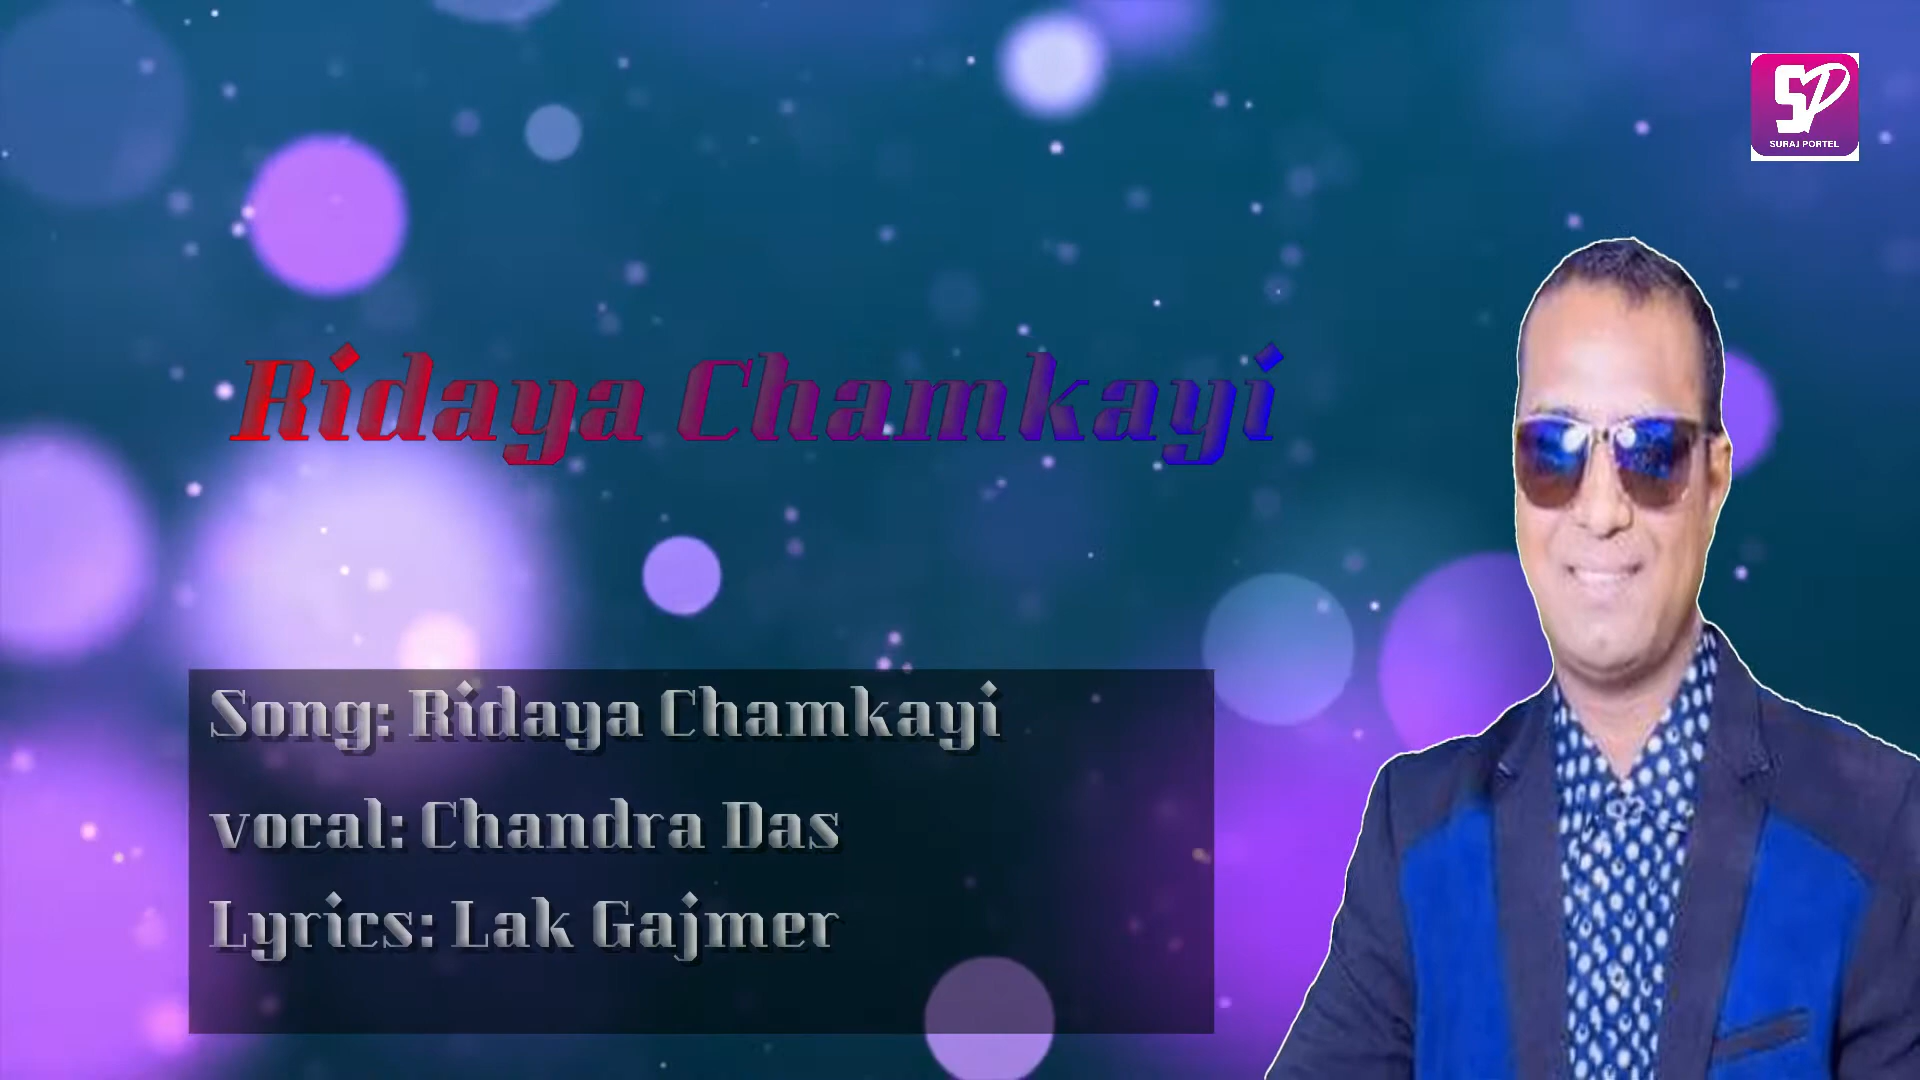 SP
SURAJ PORTEL
Ridaya Chamkayi
Song: Ridaya Chamkayi
vocal: Chandra Das
Lyrics: Lak Gajmer